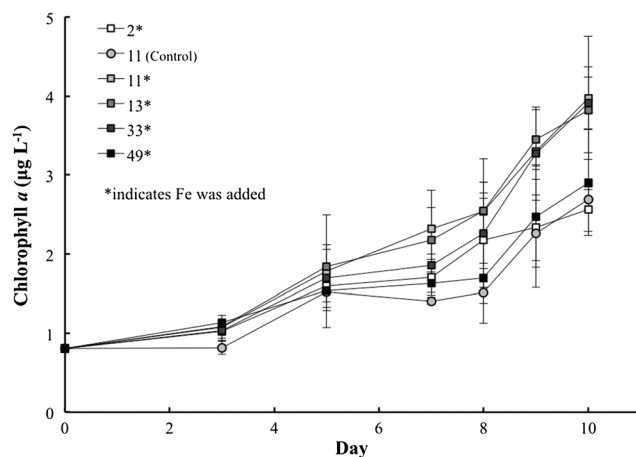 5
4
3
2
1
0
Chlorophyll a (µg L-1)
2*
11 (Control)
11*
13*
33*
49*
*indicates Fe was added
0 2 4 6 8 10
Day